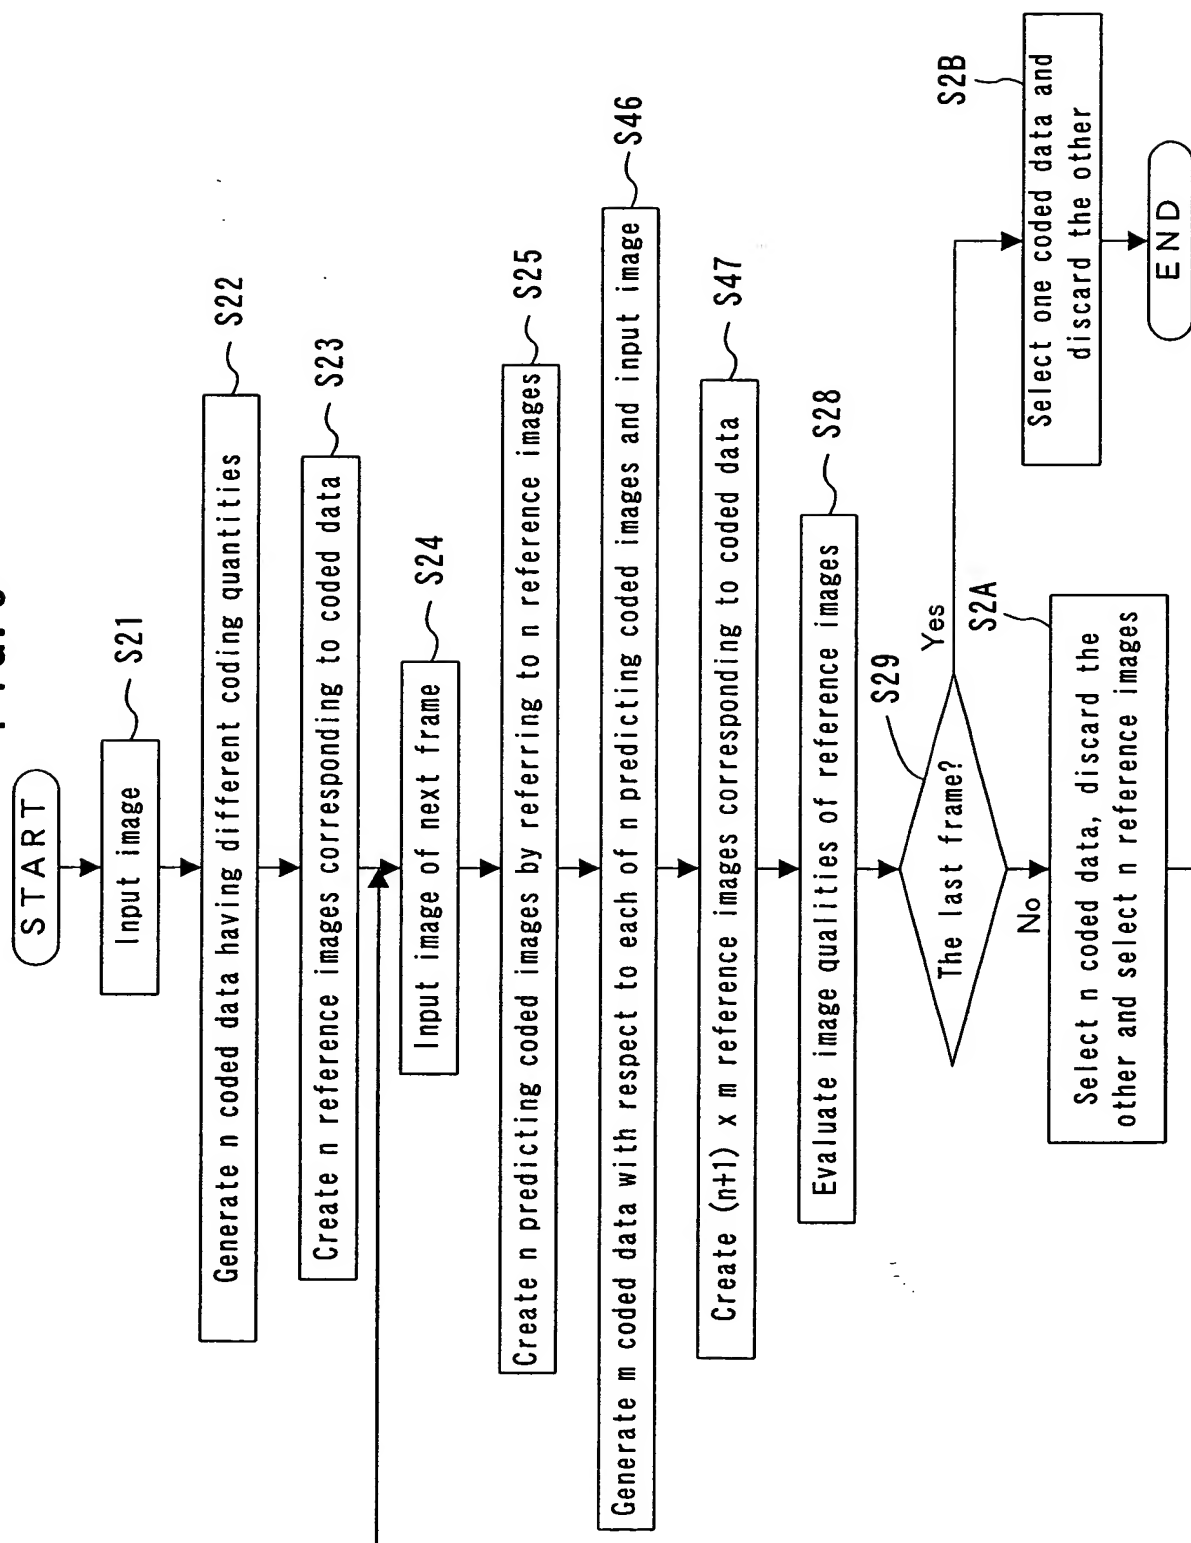 START
Input image
S21
Generate n coded data having different coding quantities
S22
Create n reference images corresponding to coded data
S23
Input image of next frame
S24
Create n predicting coded images by referring to n reference images
S25
Generate m coded data with respect to each of n predicting coded images and input image
S46
Create (n+1) x m reference images corresponding to coded data
S47
Evaluate image qualities of reference images
S28
The last frame?
S29
Yes
No
Select n coded data, discard the
other and select n reference images
S2A
Select one coded data and
discard the other
S2B
END